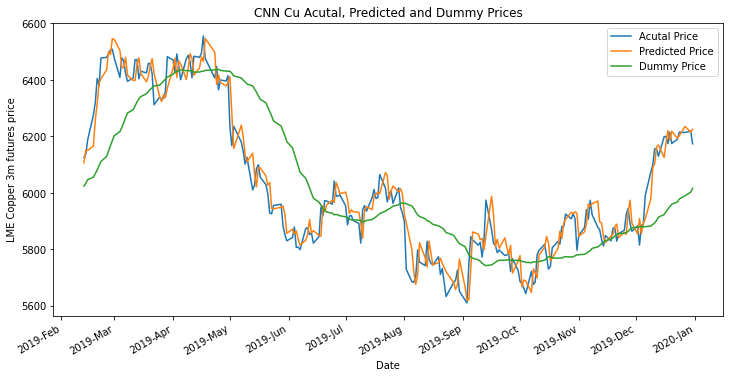 CNN Cu Acutal, Predicted and Dummy Prices
Acutal Price
Predicted Price
Dummy Price
LME Copper 3m futures price
6600
6400
6200
6000
5800
5600
2019-Feb
2019-Mar
2019-Apr
2019-May
2019-Jun
2019-Jul
2019-Aug
2019-Sep
2019-Oct
2019-Nov
2019-Dec
2020-Jan
Date